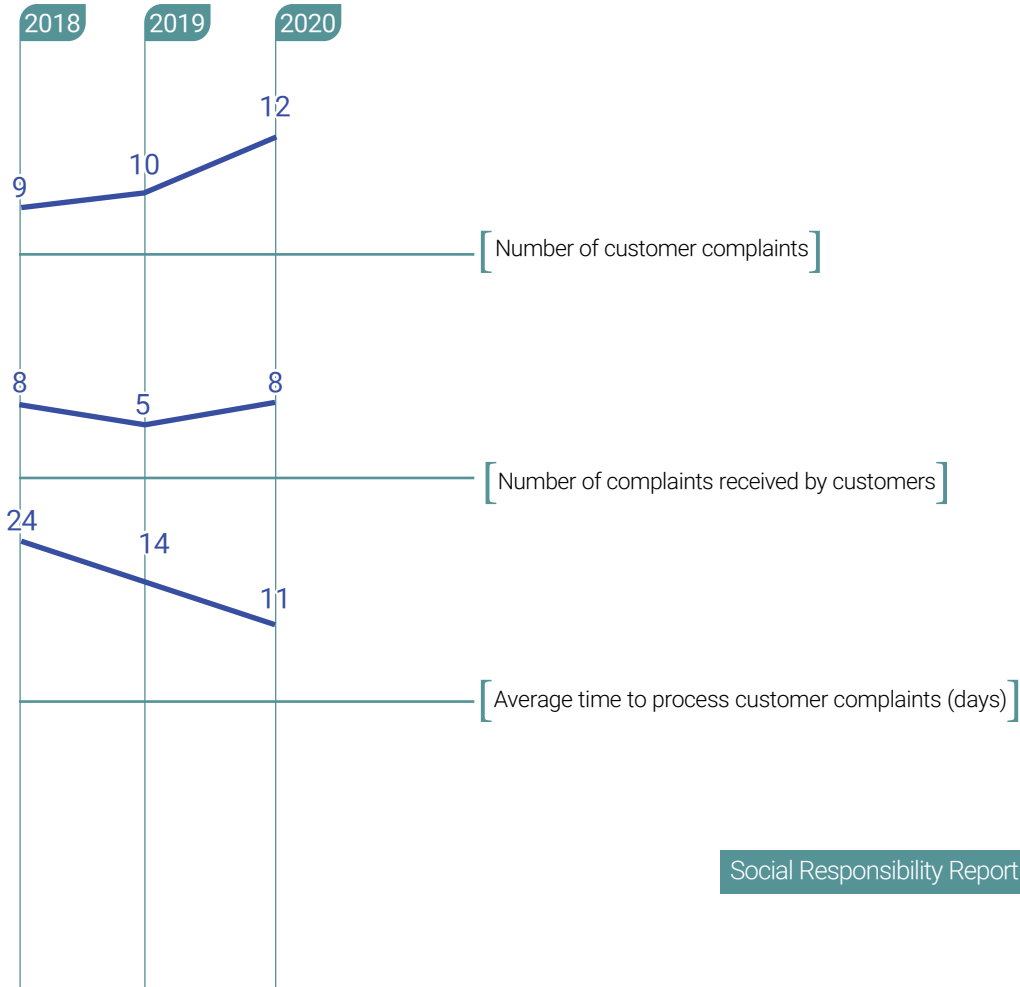 2018 2019 2020
12
10
9
[Number of customer complaints]
8 5 8
[Number of complaints received by customers]
24
14
11
[Average time to process customer complaints (days)]
Social Responsibility Report